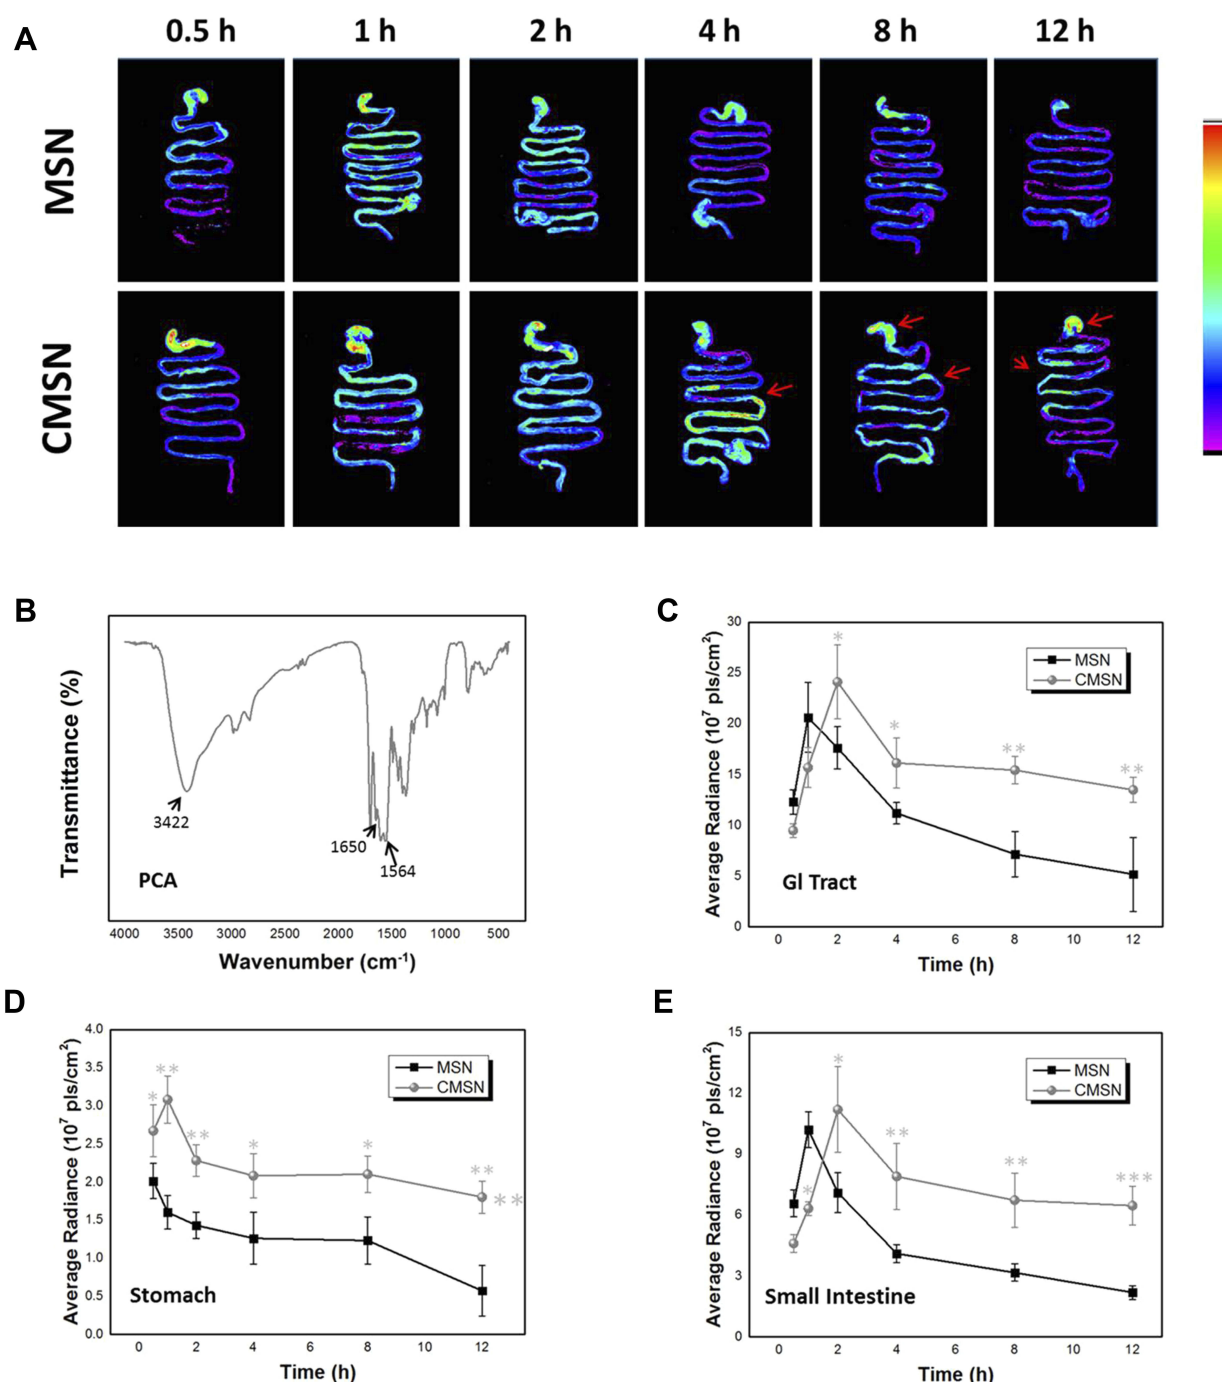 A
0.5 h 1 h 2 h 4 h 8 h 12 h
MSN
CMSN
B
Transmittance (%)
3422
1650
1564
PCA
4000 3500 3000 2500 2000 1500 1000 500
Wavenumber (cm⁻¹)
C
Average Radiance (10⁷ pls/cm²)
30
25
20
15
10
5
0
MSN
CMSN
*
*
**
**
GI Tract
0 2 4 6 8 10 12
Time (h)
D
Average Radiance (10⁷ pls/cm²)
4.0
3.5
3.0
2.5
2.0
1.5
1.0
0.5
0.0
MSN
CMSN
*
**
**
*
*
**
**
Stomach
0 2 4 6 8 10 12
Time (h)
E
Average Radiance (10⁷ pls/cm²)
15
12
9
6
3
0
MSN
CMSN
*
*
**
**
***
Small Intestine
0 2 4 6 8 10 12
Time (h)